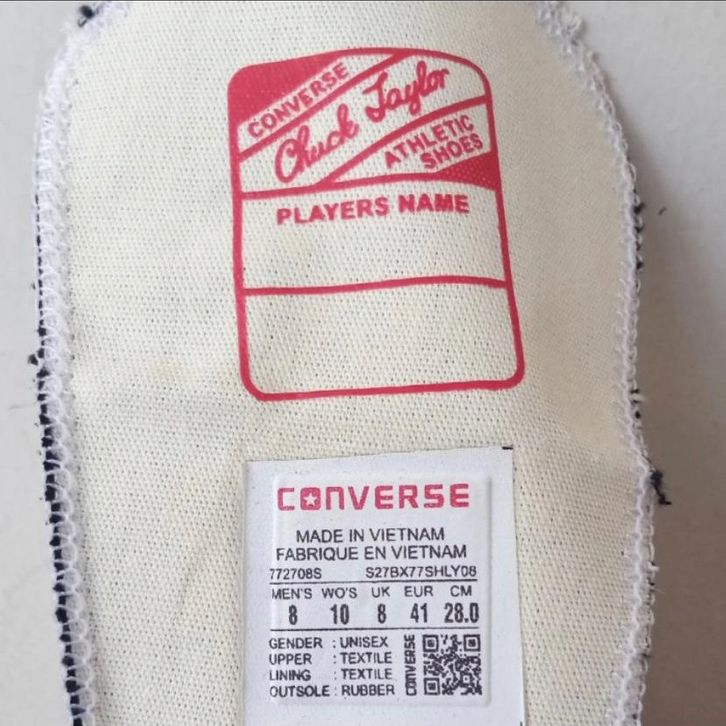 CONVERSE
Chuck Taylor
ATHLETIC
SHOES
PLAYERS NAME
CONVERSE
MADE IN VIETNAM
FABRIQUE EN VIETNAM
772708S S27BX77SHLY08
MEN'S WO'S UK EUR CM
8 10 8 41 28.0
GENDER : UNISEX
UPPER : TEXTILE
LINING : TEXTILE
OUTSOLE : RUBBER
CONVERSE